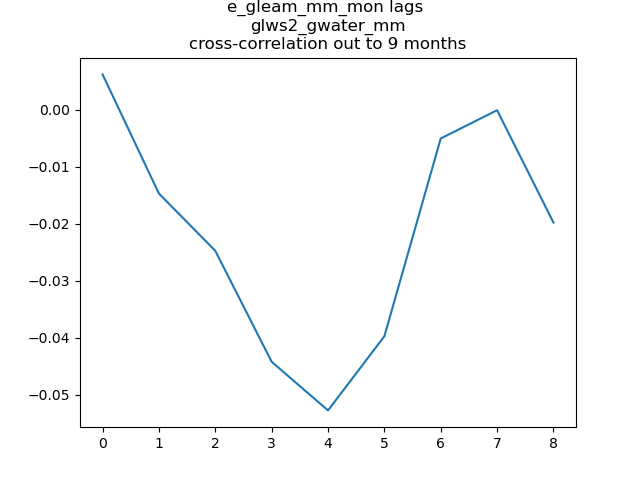 e_gleam_mm_mon lags
glws2_gwater_mm
cross-correlation out to 9 months
0.00
−0.01
−0.02
−0.03
−0.04
−0.05
0 1 2 3 4 5 6 7 8